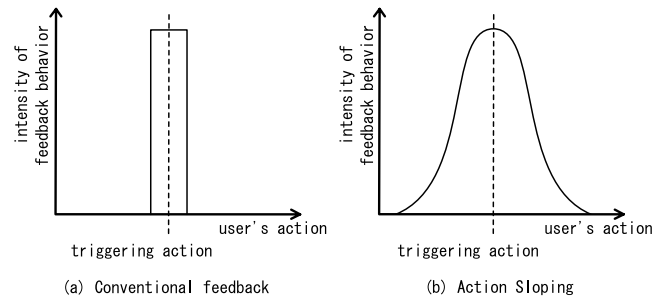 intensity of
feedback behavior
user's action
triggering action
(a) Conventional feedback
intensity of
feedback behavior
user's action
triggering action
(b) Action Sloping